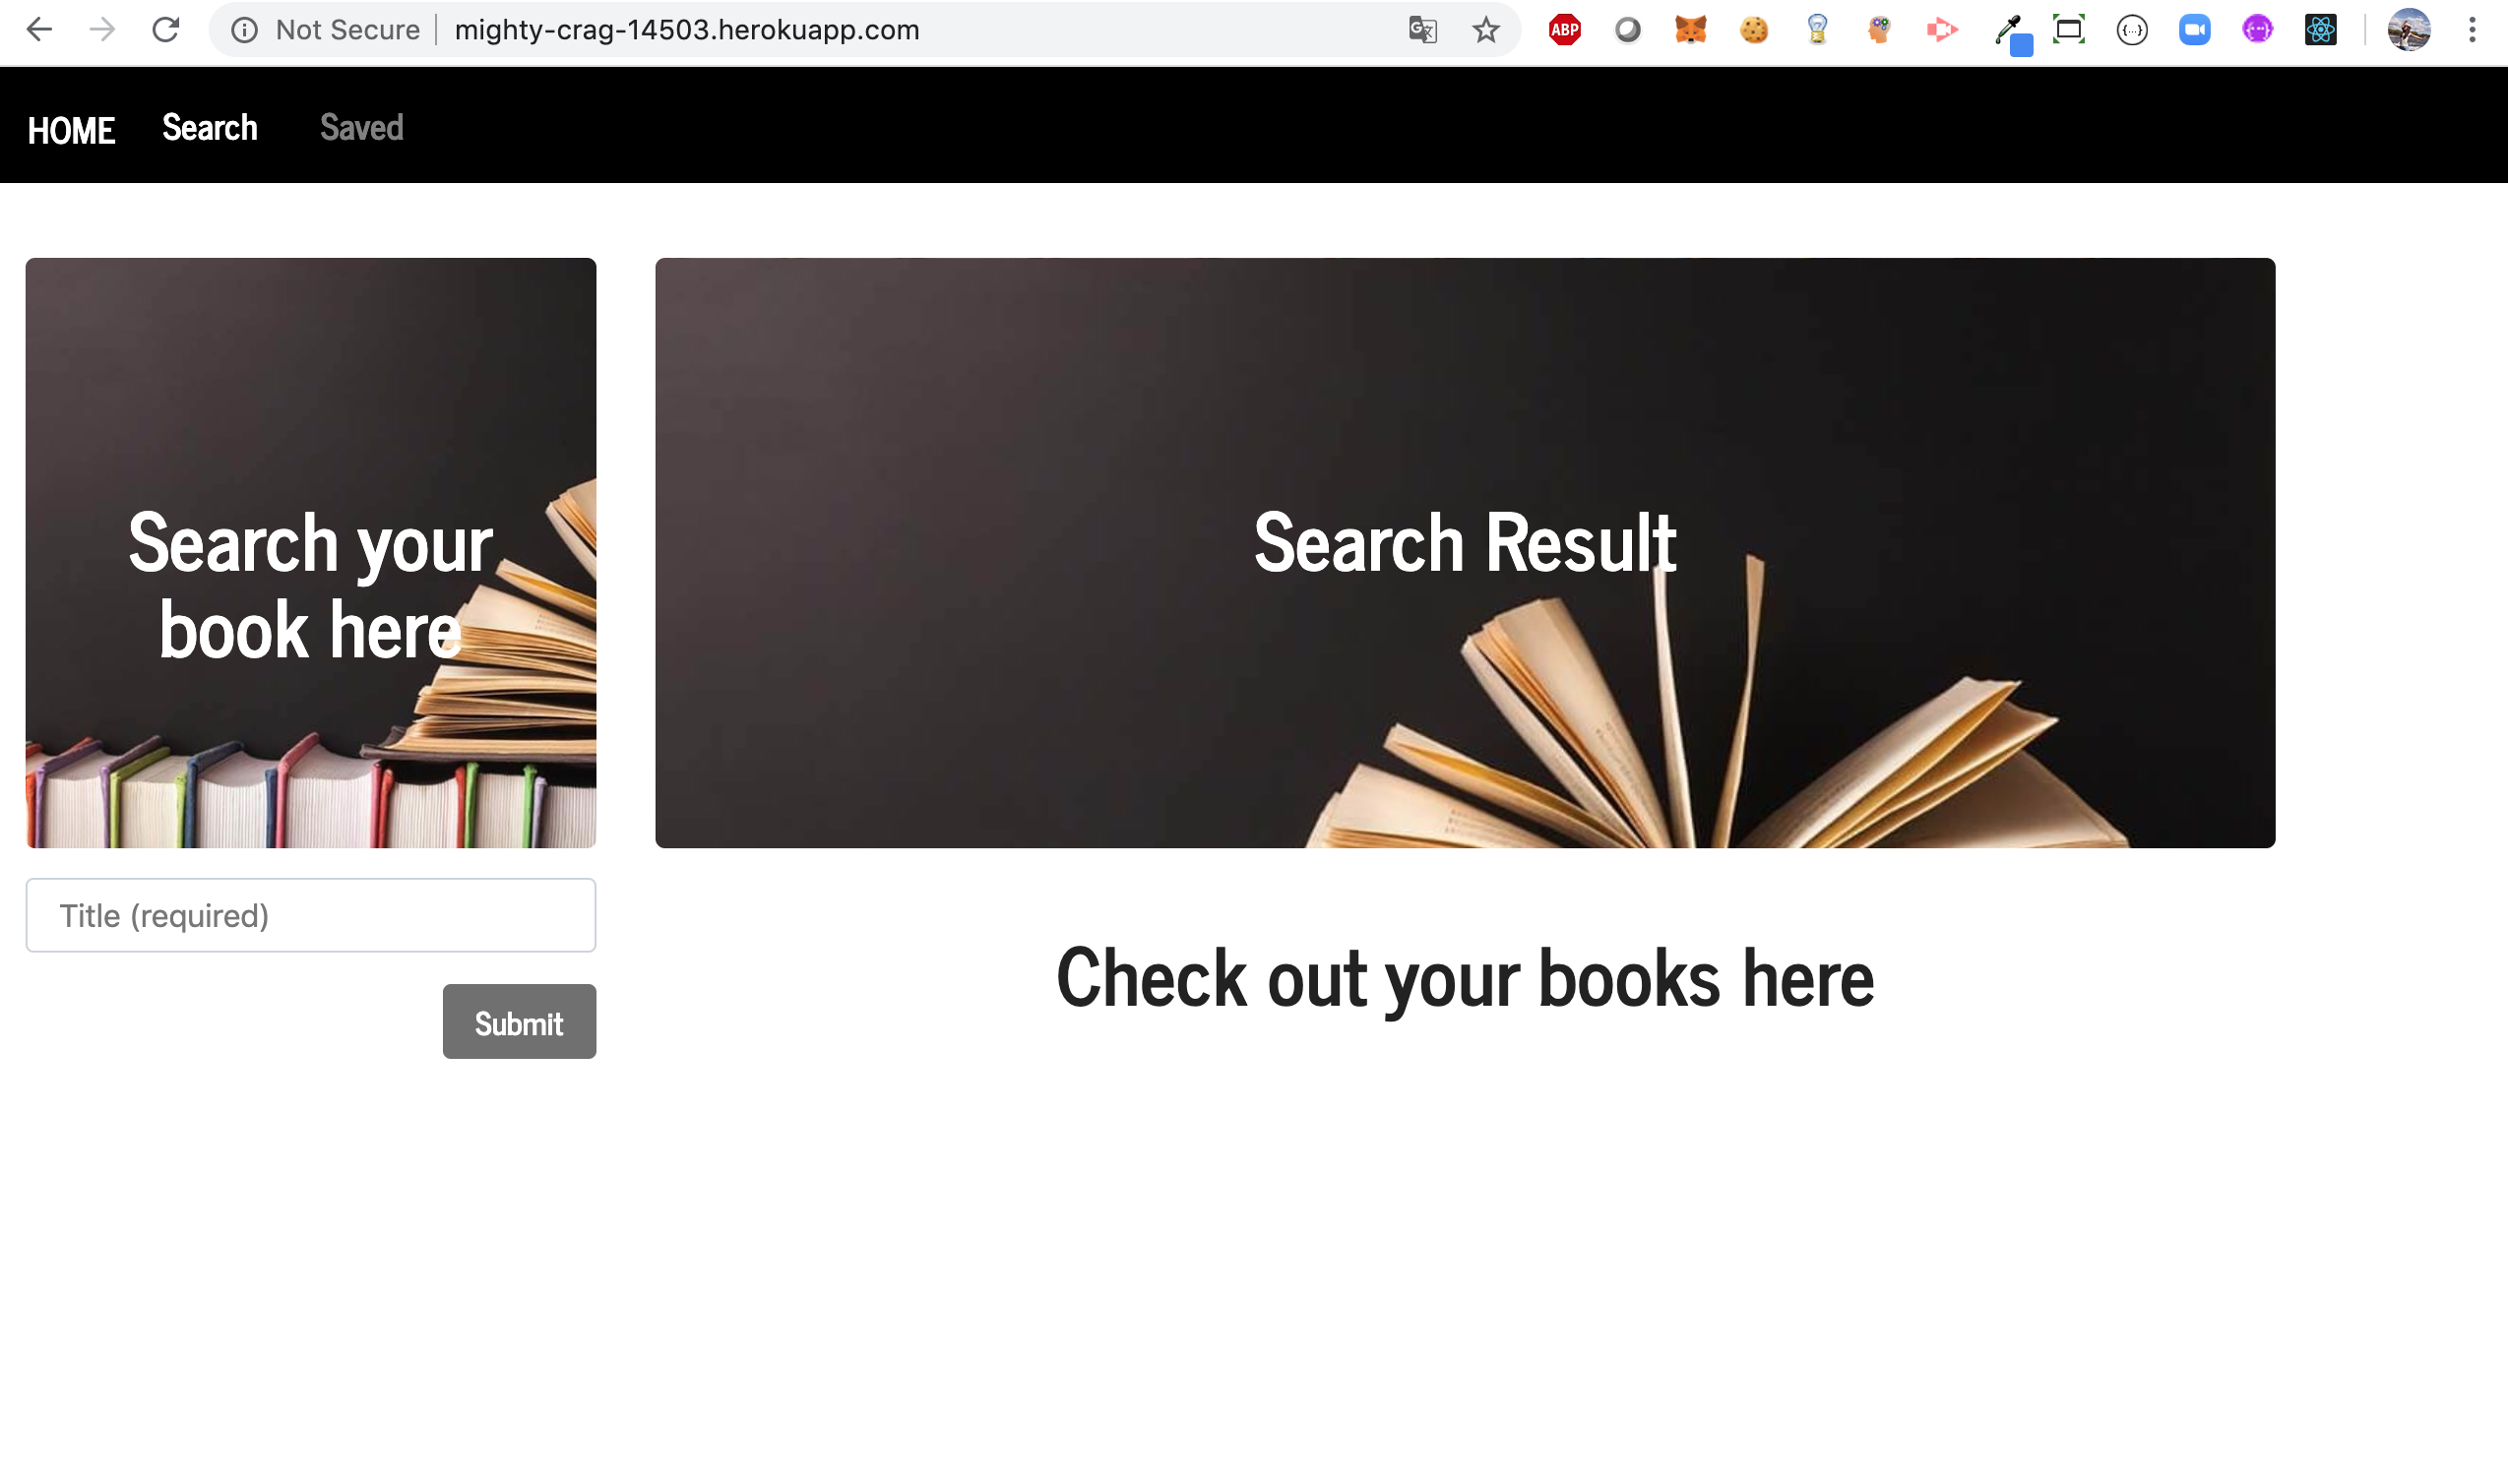 Not Secure
mighty-crag-14503.herokuapp.com
ABP
HOME
Search
Saved
Search your
book here
Search Result
Title (required)
Submit
Check out your books here